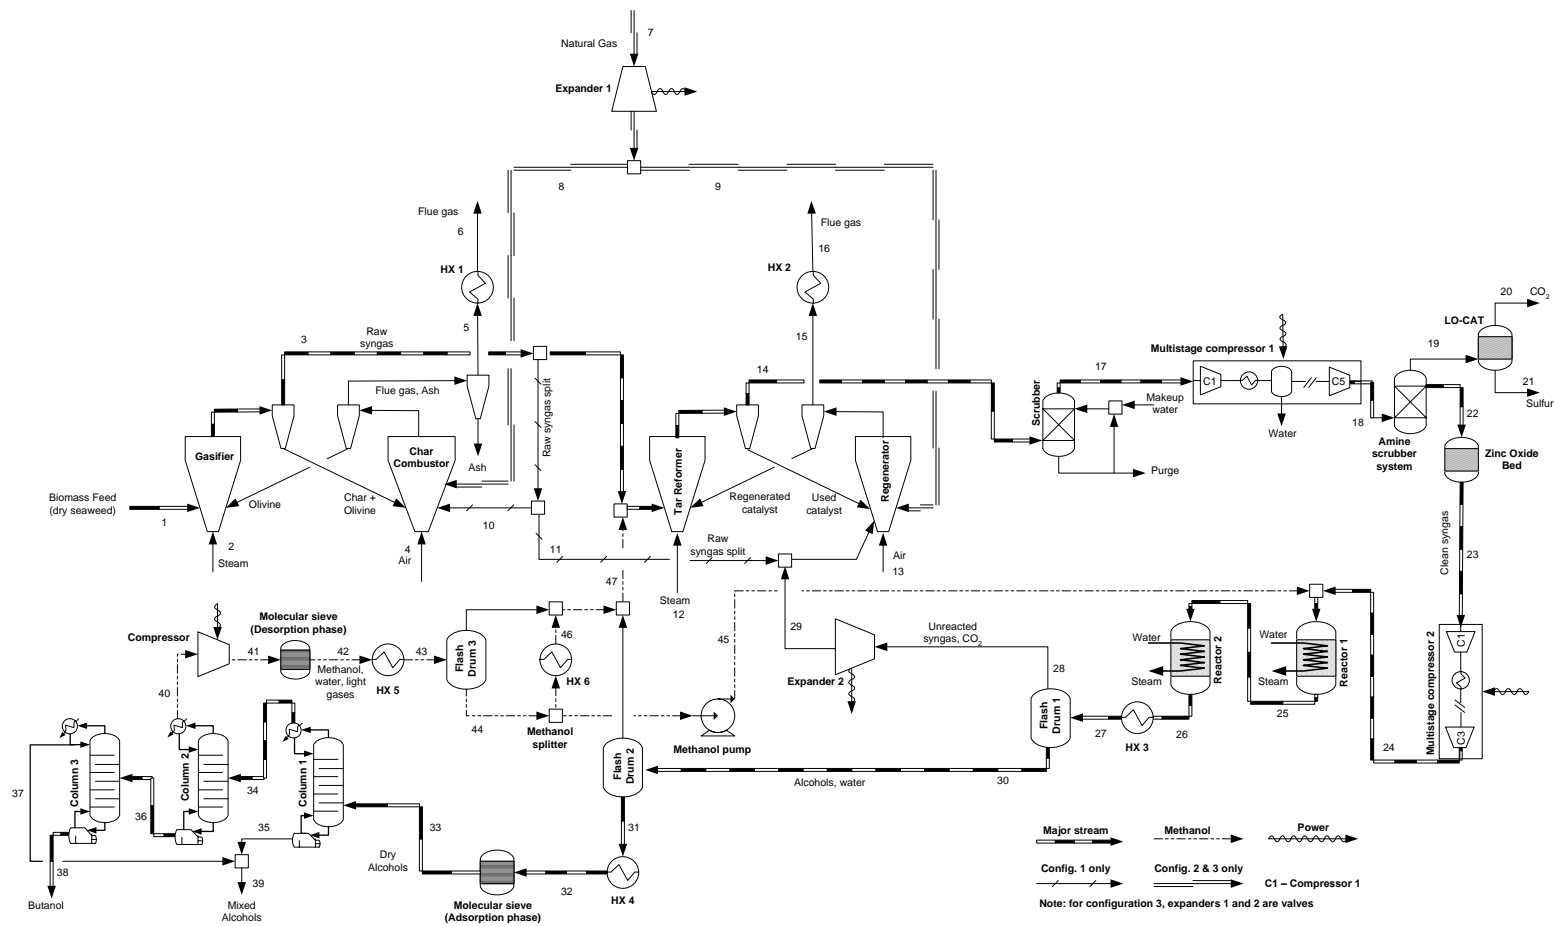 7
Natural Gas
Expander 1
8
9
Flue gas
6
HX 1
5
Flue gas
16
HX 2
15
3
Raw
syngas
Flue gas, Ash
Raw syngas split
14
Gasifier
Char
Combustor
Ash
Biomass Feed
(dry seaweed)
1
Olivine
Char +
Olivine
2
Steam
4
Air
10
11
Tar Reformer
Regenerated
catalyst
Used
catalyst
Regenerator
Raw
syngas split
Air
13
Steam
12
47
17
Scrubber
Makeup
water
Purge
Multistage compressor 1
C1
C5
Water
18
19
Amine
scrubber
system
LO-CAT
20
CO2
21
Sulfur
22
Zinc Oxide
Bed
Clean syngas
23
Multistage compressor 2
C1
C3
24
Water
Steam
Reactor 1
25
Water
Steam
Reactor 2
26
HX 3
27
Flash
Drum 1
28
Unreacted
syngas, CO2
29
Expander 2
30
Alcohols, water
45
Methanol pump
46
HX 6
Methanol
splitter
Flash
Drum 3
44
43
HX 5
42
Methanol,
water, light
gases
Molecular sieve
(Desorption phase)
41
Compressor
40
Flash
Drum 2
31
HX 4
32
Molecular sieve
(Adsorption phase)
33
Dry
Alcohols
Column 1
34
35
Column 2
36
Column 3
37
38
Butanol
39
Mixed
Alcohols
Major stream
Methanol
Power
Config. 1 only
Config. 2 & 3 only
C1 – Compressor 1
Note: for configuration 3, expanders 1 and 2 are valves